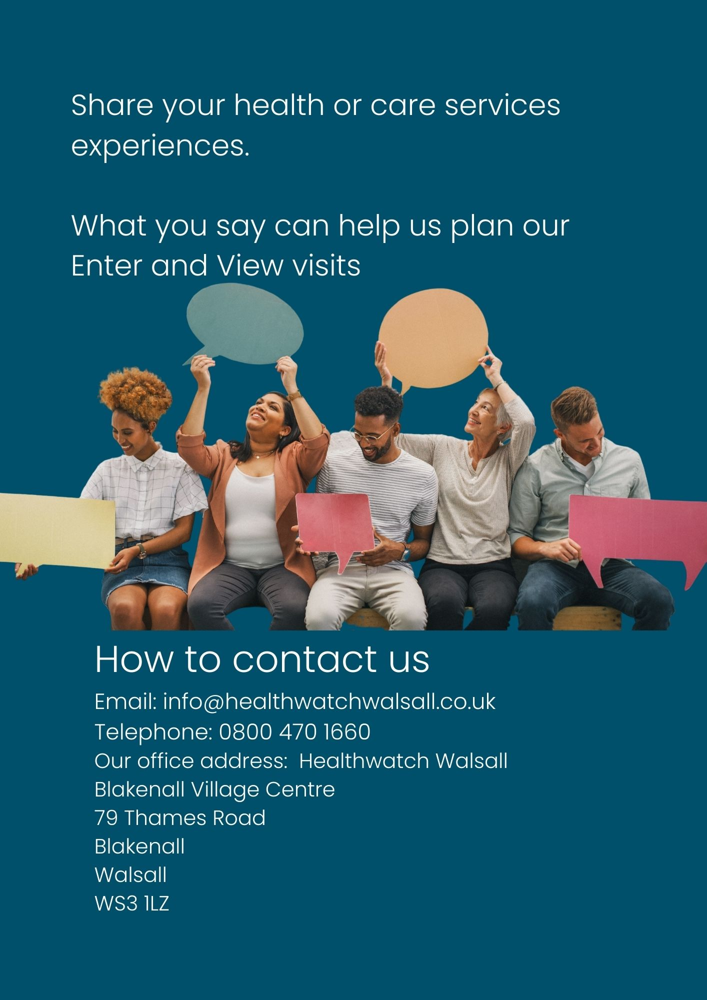 Share your health or care services
experiences.
What you say can help us plan our
Enter and View visits
How to contact us
Email: info@healthwatchwalsall.co.uk
Telephone: 0800 470 1660
Our office address:  Healthwatch Walsall
Blakenall Village Centre
79 Thames Road
Blakenall
Walsall
WS3 1LZ